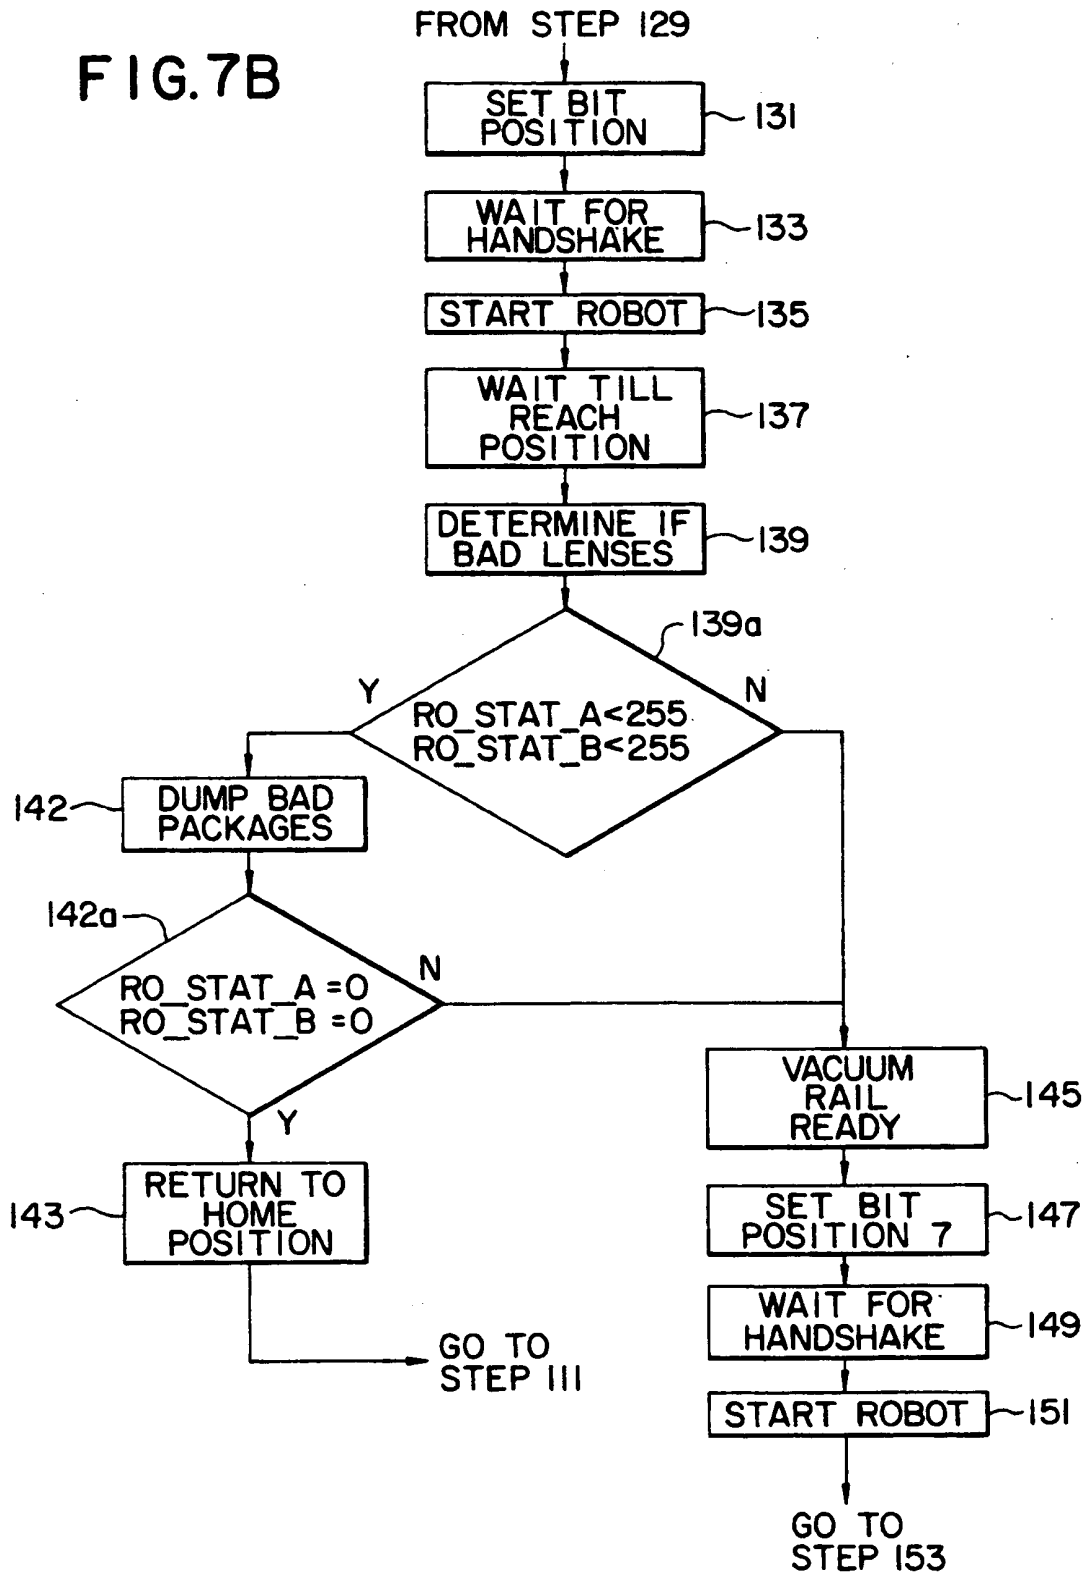 FROM STEP 129
FIG.7B
SET BIT
POSITION
131
WAIT FOR
HANDSHAKE
133
START ROBOT
135
WAIT TILL
REACH
POSITION
137
DETERMINE IF
BAD LENSES
139
139a
Y
N
RO_STAT_A<255
RO_STAT_B<255
142
DUMP BAD
PACKAGES
142a
N
RO_STAT_A=0
RO_STAT_B=0
Y
VACUUM
RAIL
READY
145
143
RETURN TO
HOME
POSITION
SET BIT
POSITION 7
147
WAIT FOR
HANDSHAKE
149
GO TO
STEP 111
START ROBOT
151
GO TO
STEP 153